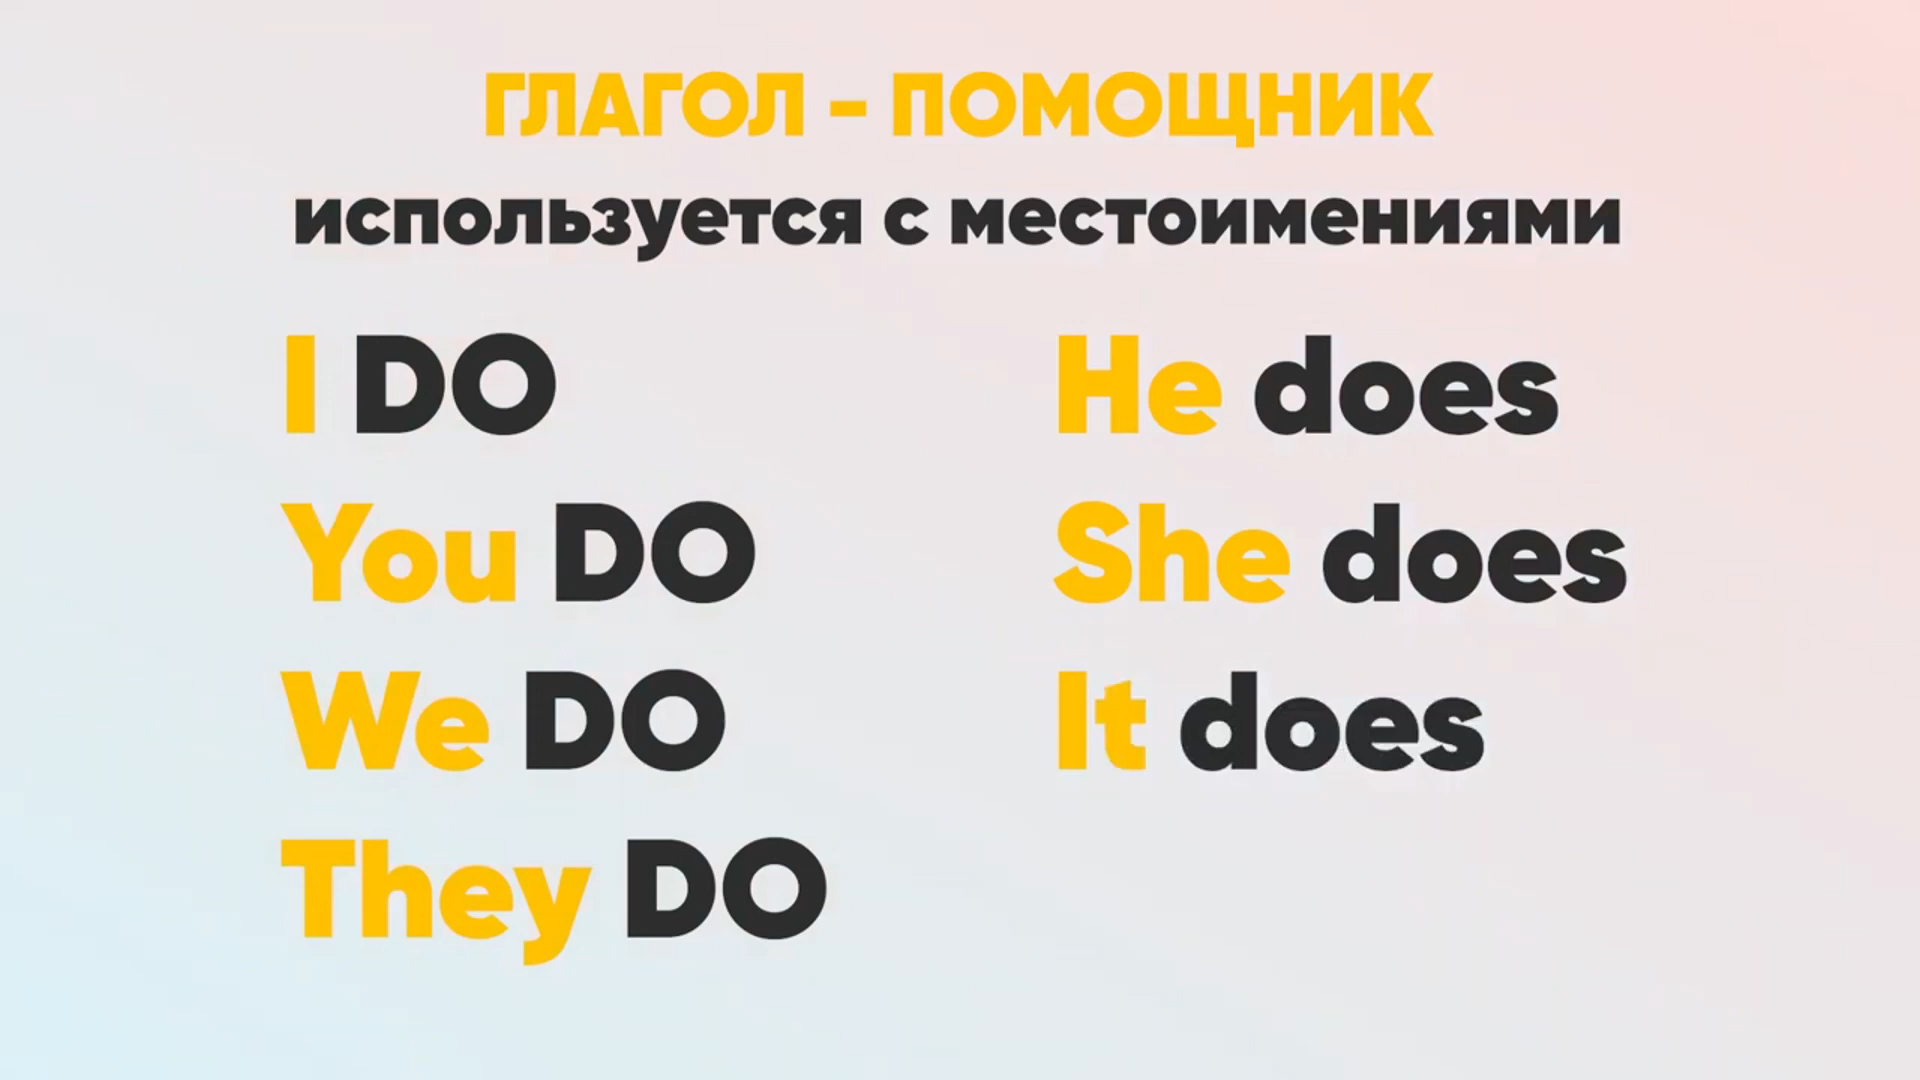 ГЛАГОЛ - ПОМОЩНИК
используется с местоимениями
I DO
You DO
We DO
They DO
He does
She does
It does